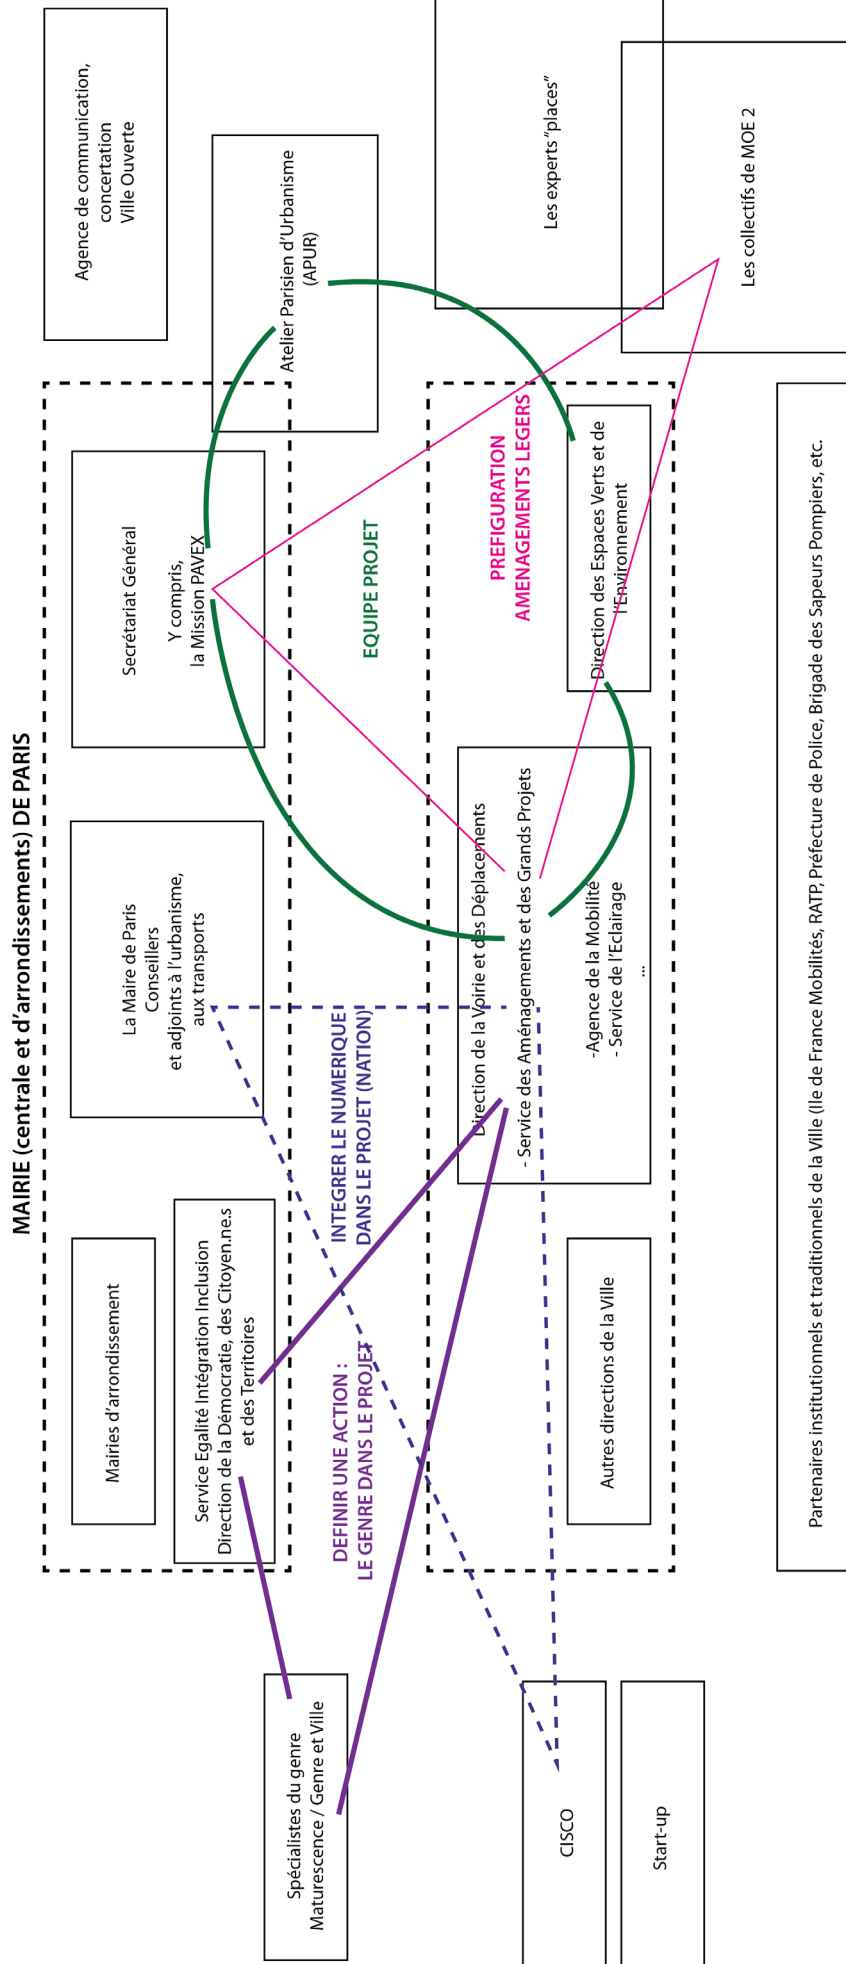 MAIRIE (centrale et d’arrondissements) DE PARIS
Mairies d’arrondissement
Service Egalité Intégration Inclusion
Direction de la Démocratie, des Citoyen.ne.s
et des Territoires
La Maire de Paris
Conseillers
et adjoints à l’urbanisme,
aux transports
Secrétariat Général
Y compris,
la Mission PAVEX
Agence de communication,
concertation
Ville Ouverte
Atelier Parisien d’Urbanisme
(APUR)
Spécialistes du genre
Maturescence / Genre et Ville
DEFINIR UNE ACTION :
LE GENRE DANS LE PROJET
INTEGRER LE NUMERIQUE
DANS LE PROJET (NATION)
EQUIPE PROJET
PREFIGURATION
AMENAGEMENTS LEGERS
Les experts “places”
Les collectifs de MOE 2
Direction de la Voirie et des Déplacements
- Service des Aménagements et des Grands Projets
-Agence de la Mobilité
- Service de l’Eclairage
...
Direction des Espaces Verts et de
l’Environnement
Autres directions de la Ville
CISCO
Start-up
Partenaires institutionnels et traditionnels de la Ville (Ile de France Mobilités, RATP, Préfecture de Police, Brigade des Sapeurs Pompiers, etc.